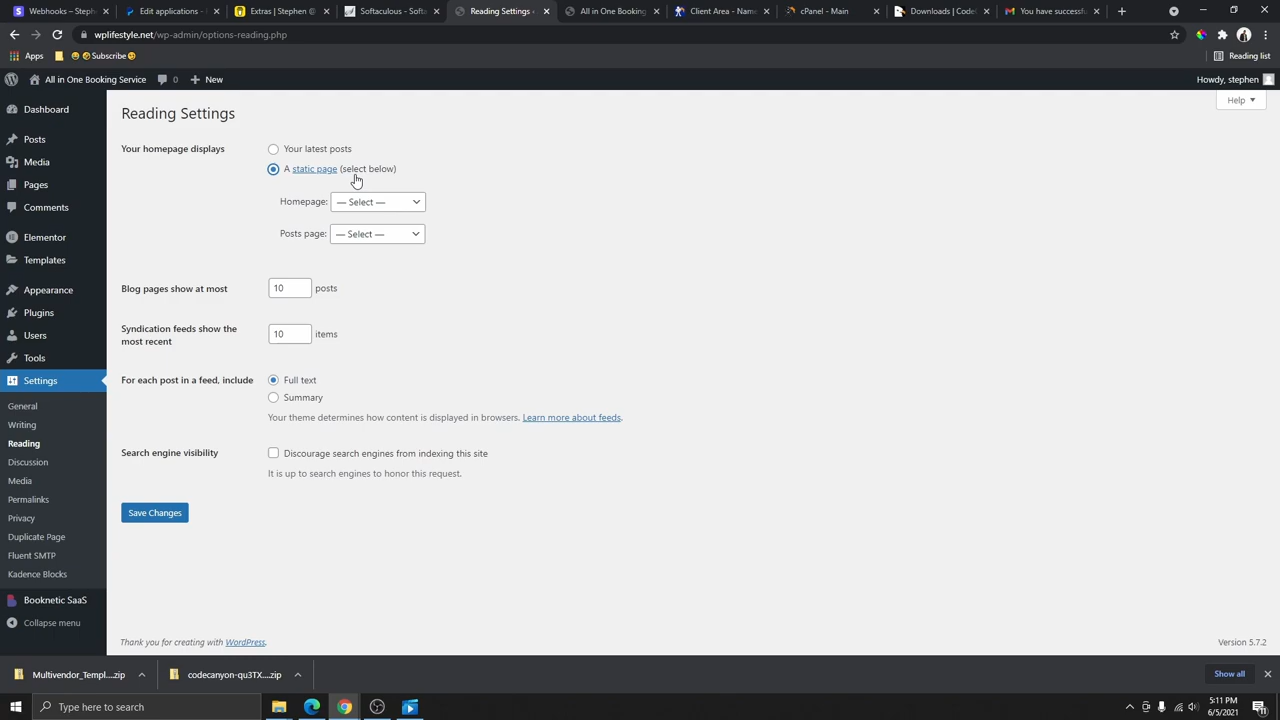 Webhooks – Stephe
Edit homepage ‹ Al
Extras | Stephen @
Softaculous - Softa
Reading Settings ‹
All in One Booking
Client Area - Name
cPanel - Main
Downloads | CodeC
You have successfu
wplifestyle.net/wp-admin/options-reading.php
Apps
Subscribe!
Reading list
All in One Booking Service
0
New
Howdy, stephen
Dashboard
Posts
Media
Pages
Comments
Elementor
Templates
Appearance
Plugins
Users
Tools
Settings
General
Writing
Reading
Discussion
Media
Permalinks
Privacy
Duplicate Page
Fluent SMTP
Kadence Blocks
Booknetic SaaS
Collapse menu
Help
Reading Settings
Your homepage displays
Your latest posts
A static page (select below)
Homepage: — Select —
Posts page: — Select —
Blog pages show at most 10 posts
Syndication feeds show the
most recent
10 items
For each post in a feed, include
Full text
Summary
Your theme determines how content is displayed in browsers. Learn more about feeds.
Search engine visibility
Discourage search engines from indexing this site
It is up to search engines to honor this request.
Save Changes
Thank you for creating with WordPress.
Version 5.7.2
Multivendor_Templ....zip
codecanyon-qu3TX....zip
Show all
Type here to search
5:11 PM
6/5/2021